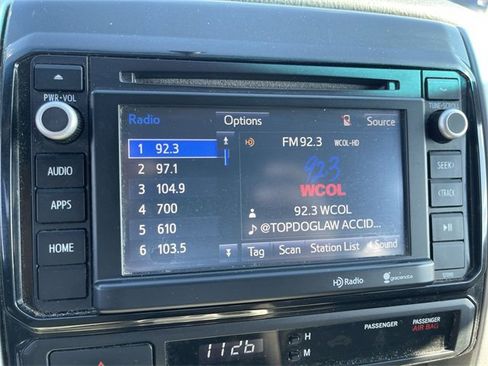 PWR•VOL
AUDIO
APPS
HOME
Radio
Options
Source
1 92.3
2 97.1
3 104.9
4 700
5 610
6 103.5
FM 92.3 WCOL-HD
92.3
WCOL
92.3 WCOL
@TOPDOGLAW ACCID...
Tag Scan Station List Sound
HD Radio
gracenote
TUNE•SCROLL
SEEK>
<TRACK
11:26
H
M
PASSENGER
PASSENGER
AIR BAG